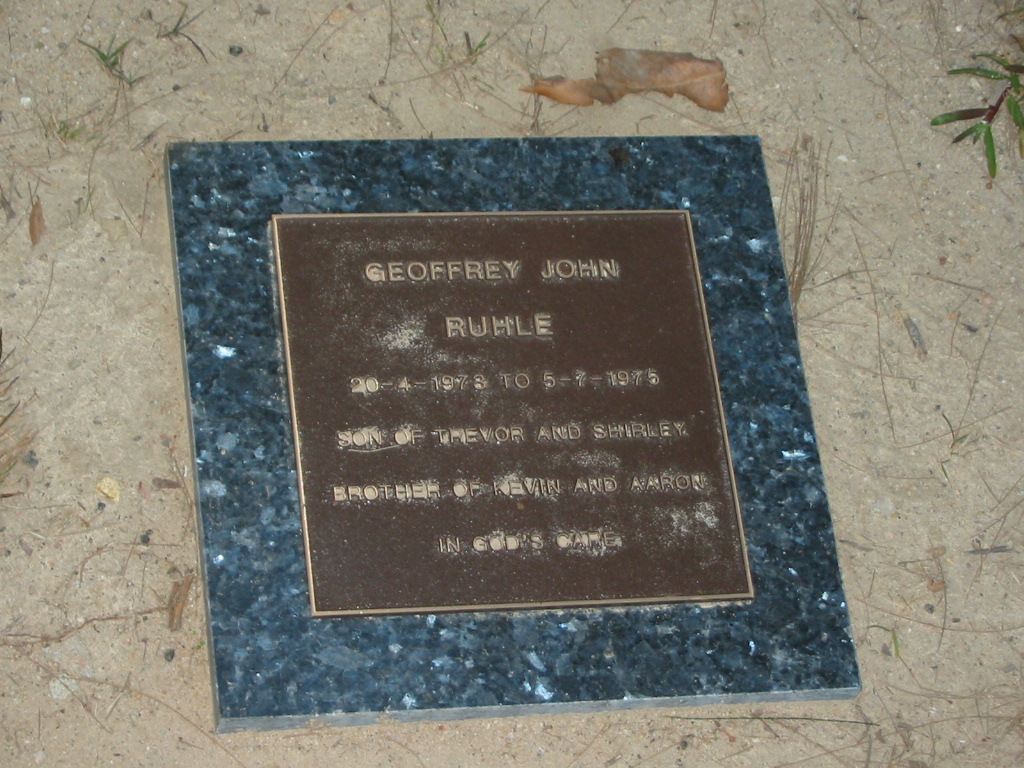 GEOFFREY JOHN
RUHLE
20-4-1973 TO 5-7-1975
SON OF TREVOR AND SHIRLEY
BROTHER OF KEVIN AND AARON
IN GOD'S CARE